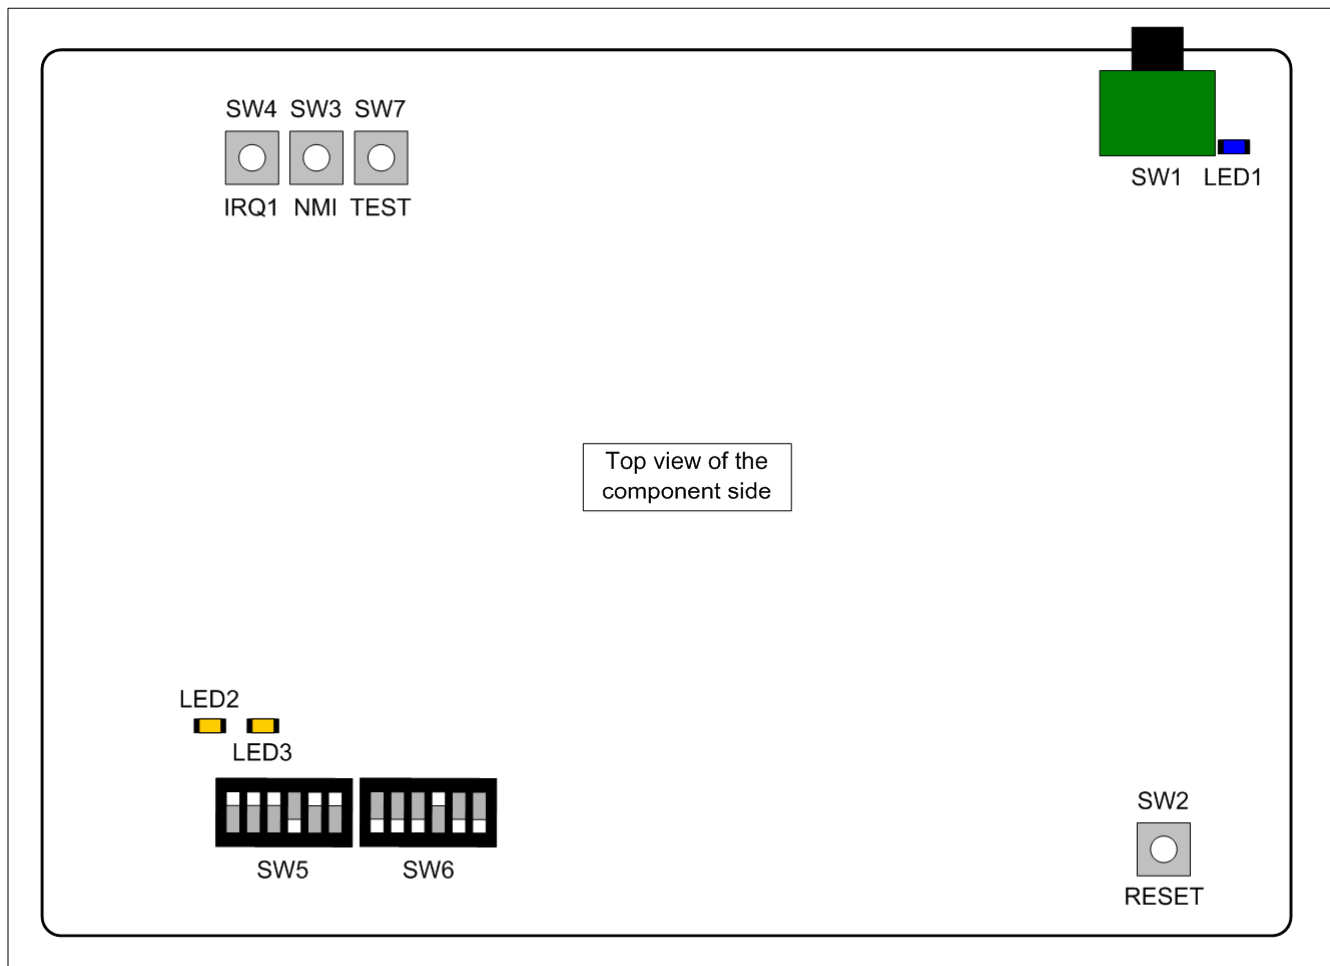 SW4 SW3 SW7
IRQ1 NMI TEST
SW1 LED1
Top view of the
component side
LED2
LED3
SW5 SW6
SW2
RESET